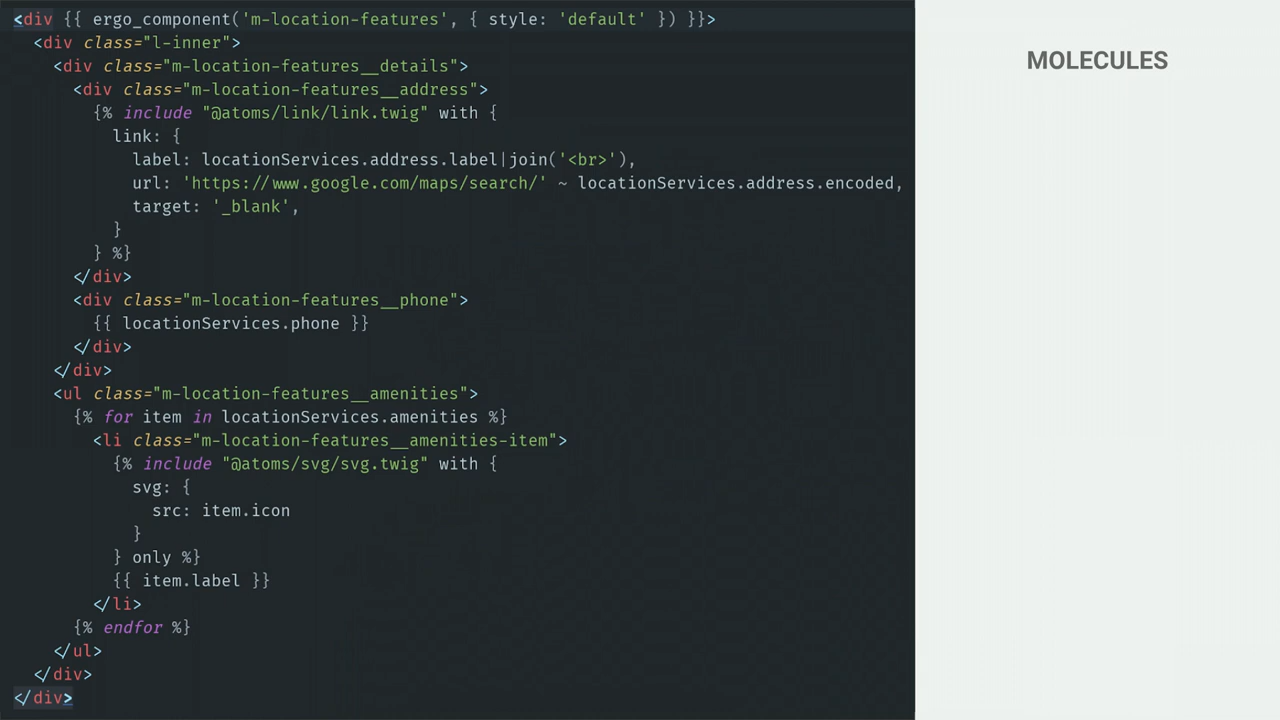 <div {{ ergo_component('m-location-features', { style: 'default' }) }}>
  <div class="l-inner">
    <div class="m-location-features__details">
      <div class="m-location-features__address">
        {% include "@atoms/link/link.twig" with {
          link: {
            label: locationServices.address.label|join('<br>'),
            url: 'https://www.google.com/maps/search/' ~ locationServices.address.encoded,
            target: '_blank',
          }
        } %}
      </div>
      <div class="m-location-features__phone">
        {{ locationServices.phone }}
      </div>
    </div>
    <ul class="m-location-features__amenities">
      {% for item in locationServices.amenities %}
        <li class="m-location-features__amenities-item">
          {% include "@atoms/svg/svg.twig" with {
            svg: {
              src: item.icon
            }
          } only %}
          {{ item.label }}
        </li>
      {% endfor %}
    </ul>
  </div>
</div>
MOLECULES